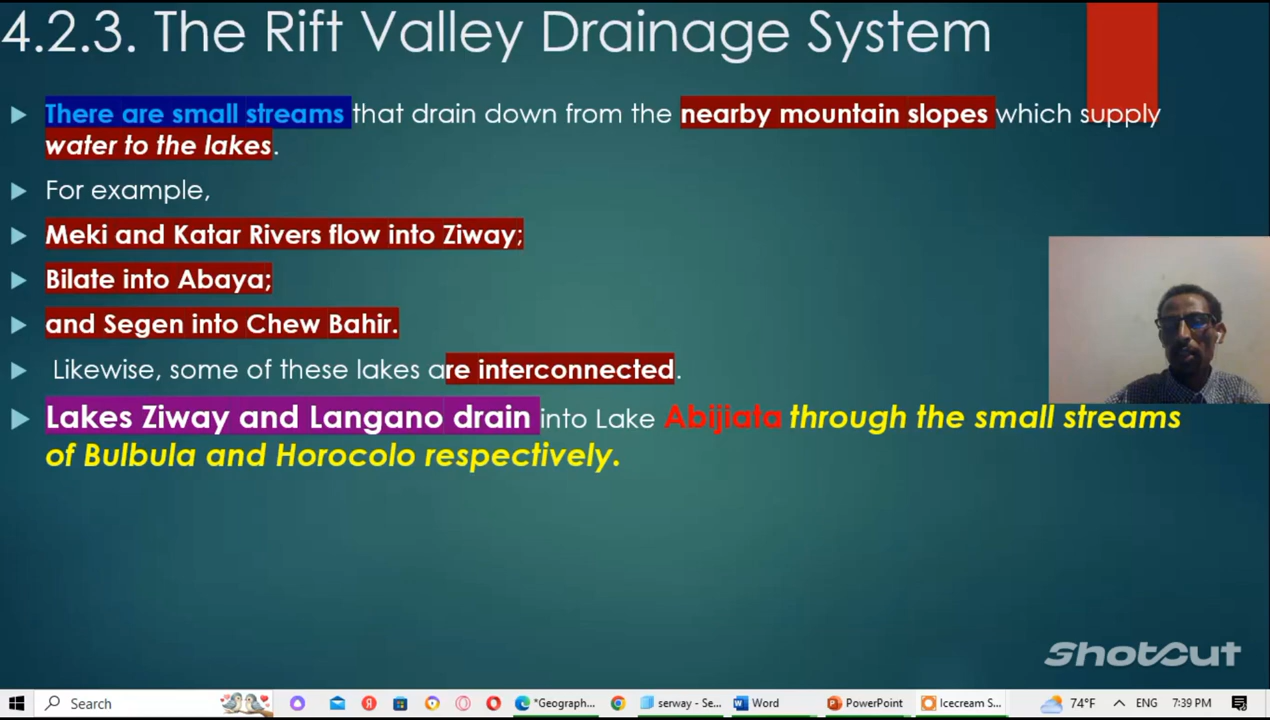 4.2.3. The Rift Valley Drainage System
There are small streams that drain down from the nearby mountain slopes which supply
water to the lakes.
For example,
Meki and Katar Rivers flow into Ziway;
Bilate into Abaya;
and Segen into Chew Bahir.
Likewise, some of these lakes are interconnected.
Lakes Ziway and Langano drain into Lake Abijiata through the small streams
of Bulbula and Horocolo respectively.
Shotcut
Search
*Geograph...
serway - Se...
Word
PowerPoint
Icecream S...
74°F
ENG
7:39 PM